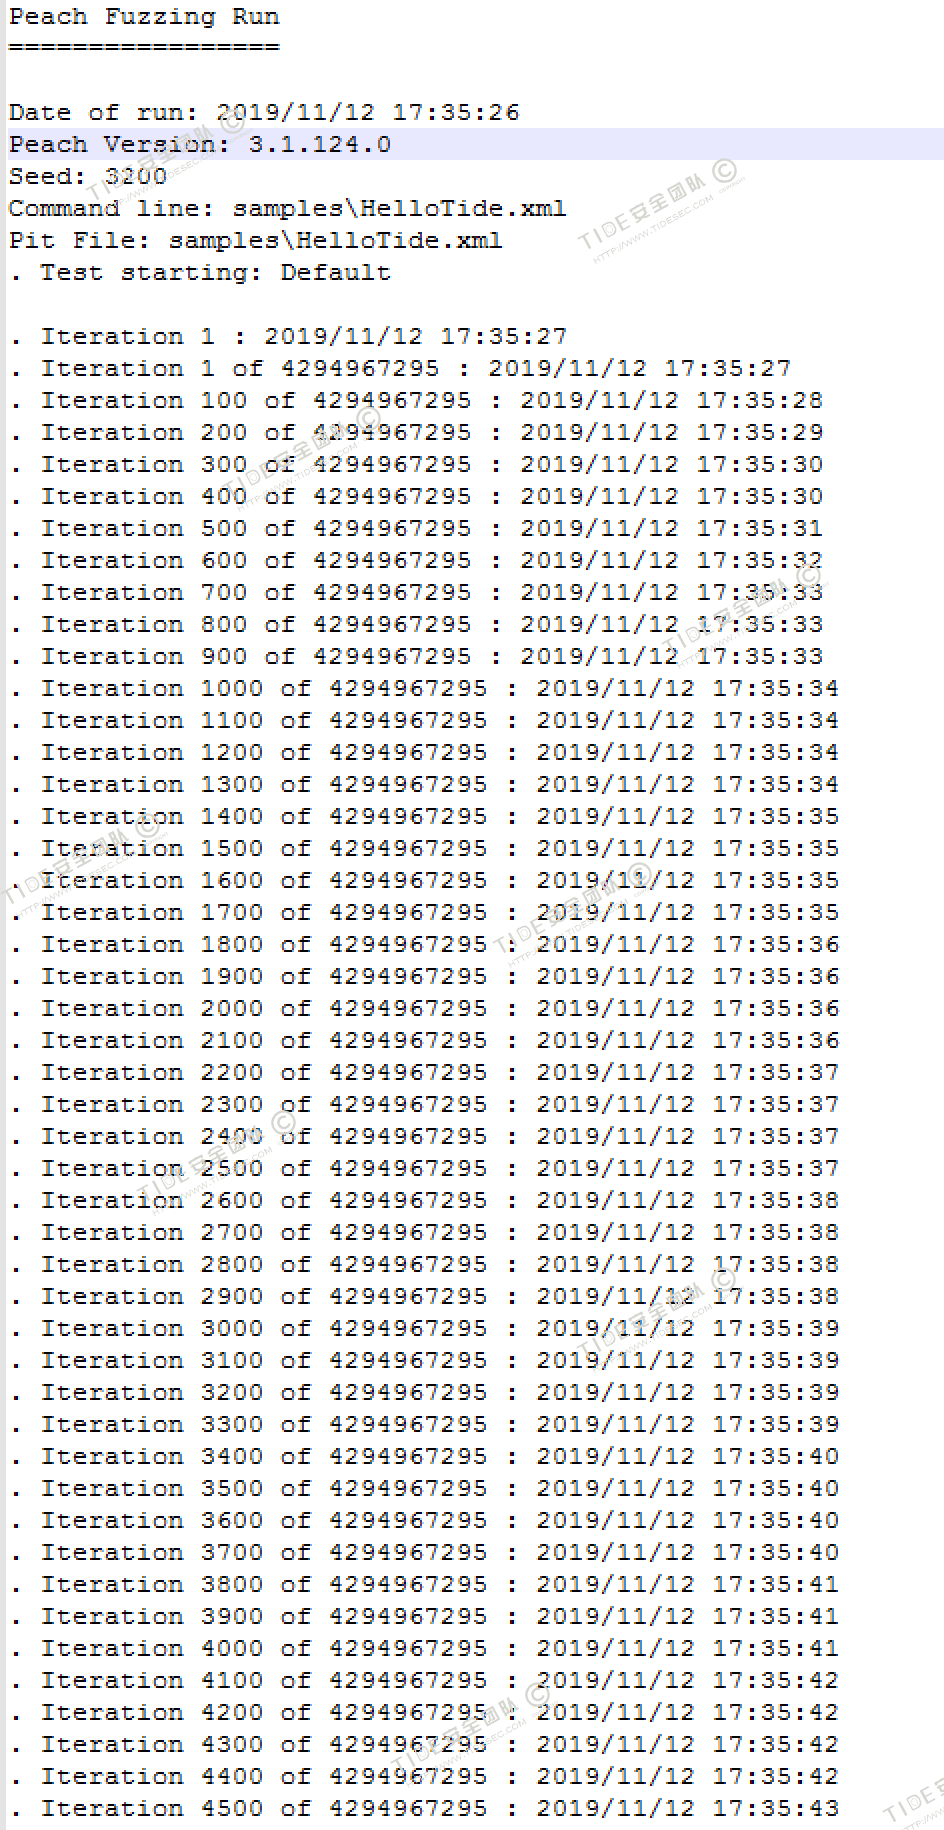 Peach Fuzzing Run
=================
Date of run: 2019/11/12 17:35:26
Peach Version: 3.1.124.0
Seed: 3200
Command line: samples\HelloTide.xml
Pit File: samples\HelloTide.xml
. Test starting: Default
. Iteration 1 : 2019/11/12 17:35:27
. Iteration 1 of 4294967295 : 2019/11/12 17:35:27
. Iteration 100 of 4294967295 : 2019/11/12 17:35:28
. Iteration 200 of 4294967295 : 2019/11/12 17:35:29
. Iteration 300 of 4294967295 : 2019/11/12 17:35:30
. Iteration 400 of 4294967295 : 2019/11/12 17:35:30
. Iteration 500 of 4294967295 : 2019/11/12 17:35:31
. Iteration 600 of 4294967295 : 2019/11/12 17:35:32
. Iteration 700 of 4294967295 : 2019/11/12 17:35:33
. Iteration 800 of 4294967295 : 2019/11/12 17:35:33
. Iteration 900 of 4294967295 : 2019/11/12 17:35:33
. Iteration 1000 of 4294967295 : 2019/11/12 17:35:34
. Iteration 1100 of 4294967295 : 2019/11/12 17:35:34
. Iteration 1200 of 4294967295 : 2019/11/12 17:35:34
. Iteration 1300 of 4294967295 : 2019/11/12 17:35:34
. Iteration 1400 of 4294967295 : 2019/11/12 17:35:35
. Iteration 1500 of 4294967295 : 2019/11/12 17:35:35
. Iteration 1600 of 4294967295 : 2019/11/12 17:35:35
. Iteration 1700 of 4294967295 : 2019/11/12 17:35:35
. Iteration 1800 of 4294967295 : 2019/11/12 17:35:36
. Iteration 1900 of 4294967295 : 2019/11/12 17:35:36
. Iteration 2000 of 4294967295 : 2019/11/12 17:35:36
. Iteration 2100 of 4294967295 : 2019/11/12 17:35:36
. Iteration 2200 of 4294967295 : 2019/11/12 17:35:37
. Iteration 2300 of 4294967295 : 2019/11/12 17:35:37
. Iteration 2400 of 4294967295 : 2019/11/12 17:35:37
. Iteration 2500 of 4294967295 : 2019/11/12 17:35:37
. Iteration 2600 of 4294967295 : 2019/11/12 17:35:38
. Iteration 2700 of 4294967295 : 2019/11/12 17:35:38
. Iteration 2800 of 4294967295 : 2019/11/12 17:35:38
. Iteration 2900 of 4294967295 : 2019/11/12 17:35:38
. Iteration 3000 of 4294967295 : 2019/11/12 17:35:39
. Iteration 3100 of 4294967295 : 2019/11/12 17:35:39
. Iteration 3200 of 4294967295 : 2019/11/12 17:35:39
. Iteration 3300 of 4294967295 : 2019/11/12 17:35:39
. Iteration 3400 of 4294967295 : 2019/11/12 17:35:40
. Iteration 3500 of 4294967295 : 2019/11/12 17:35:40
. Iteration 3600 of 4294967295 : 2019/11/12 17:35:40
. Iteration 3700 of 4294967295 : 2019/11/12 17:35:40
. Iteration 3800 of 4294967295 : 2019/11/12 17:35:41
. Iteration 3900 of 4294967295 : 2019/11/12 17:35:41
. Iteration 4000 of 4294967295 : 2019/11/12 17:35:41
. Iteration 4100 of 4294967295 : 2019/11/12 17:35:42
. Iteration 4200 of 4294967295 : 2019/11/12 17:35:42
. Iteration 4300 of 4294967295 : 2019/11/12 17:35:42
. Iteration 4400 of 4294967295 : 2019/11/12 17:35:42
. Iteration 4500 of 4294967295 : 2019/11/12 17:35:43
TIDE安全团队 ©
HTTP://WWW.TIDESEC.COM